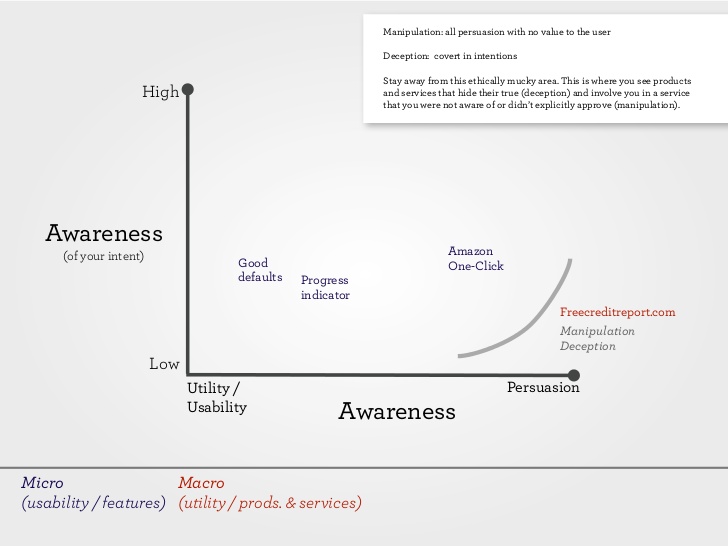 Manipulation: all persuasion with no value to the user
Deception: covert in intentions
Stay away from this ethically mucky area. This is where you see products
and services that hide their true (deception) and involve you in a service
that you were not aware of or didn't explicitly approve (manipulation).
High
Awareness
(of your intent)
Good
defaults
Progress
indicator
Amazon
One-Click
Freecreditreport.com
Manipulation
Deception
Low
Utility /
Usability
Persuasion
Awareness
Micro
(usability / features)
Macro
(utility / prods. & services)